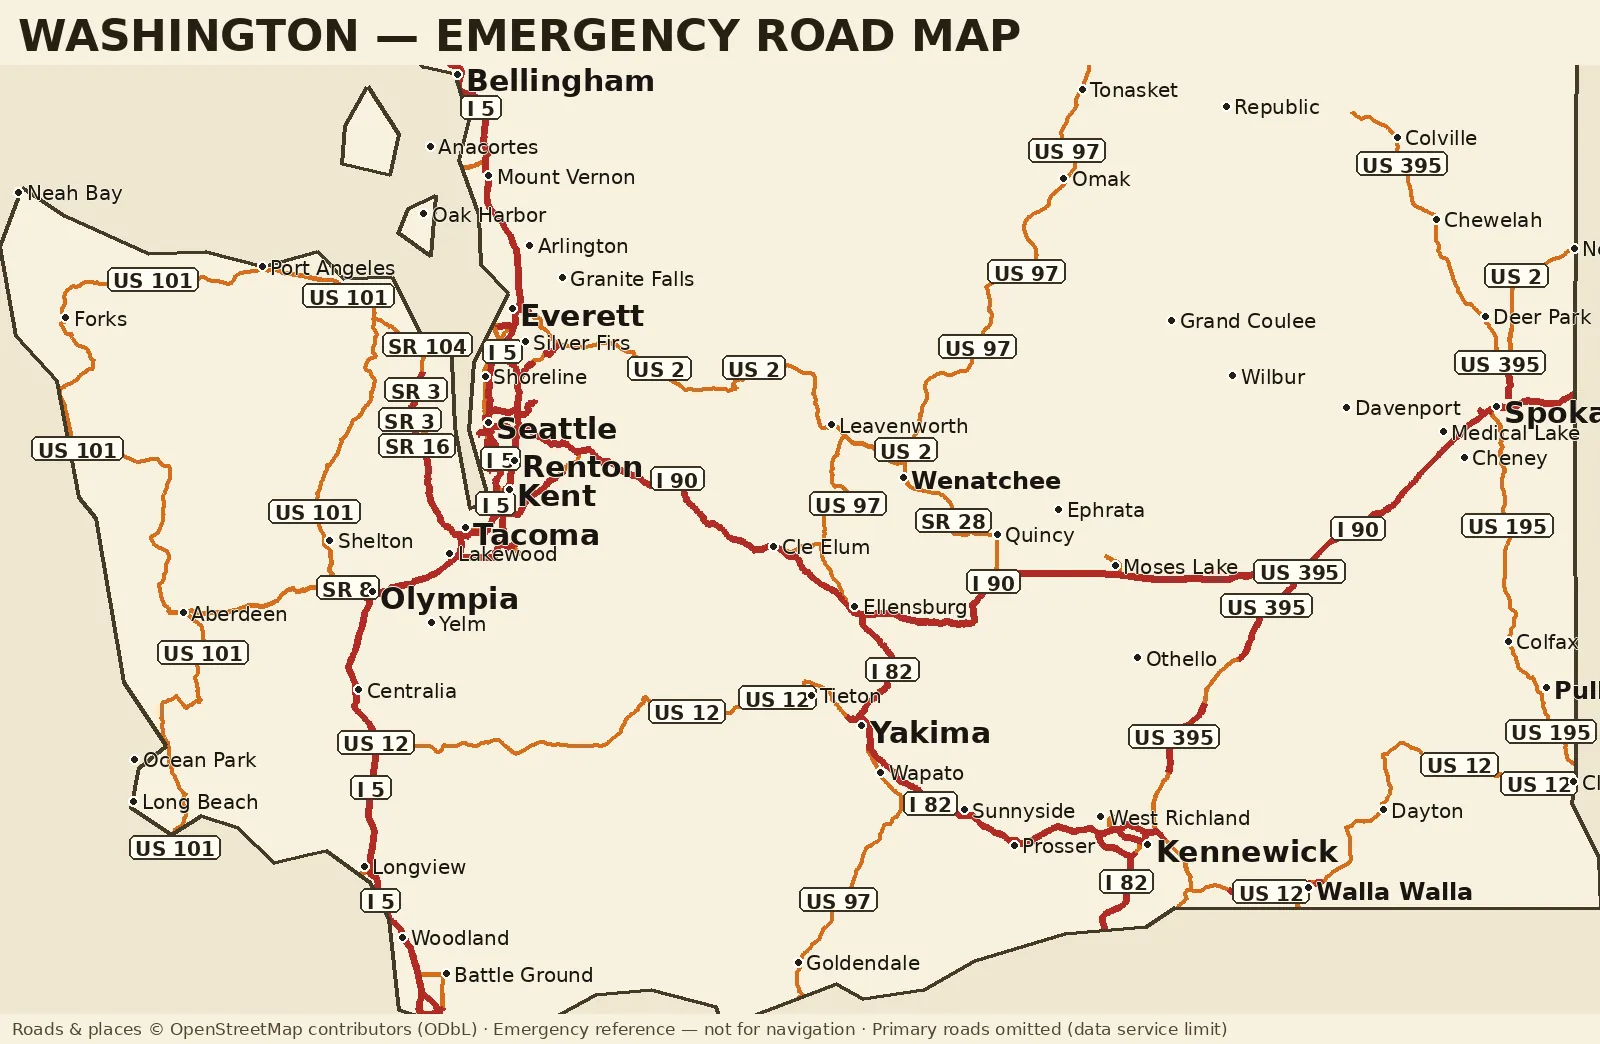 WASHINGTON — EMERGENCY ROAD MAP
Bellingham
Tonasket
Republic
I 5
Colville
Anacortes
US 97
US 395
Mount Vernon
Omak
Neah Bay
Oak Harbor
Chewelah
Arlington
Ne
Port Angeles
US 101
Granite Falls
US 97
US 2
US 101
Forks
Everett
Grand Coulee
Deer Park
SR 104
I 5
Silver Firs
US 97
US 2
US 2
US 395
Shoreline
Wilbur
SR 3
SR 3
Davenport
Spoka
Seattle
Leavenworth
Medical Lake
US 101
SR 16
US 2
I 5
Renton
Cheney
I 90
Wenatchee
Kent
I 5
US 97
US 101
Ephrata
SR 28
US 195
I 90
Tacoma
Quincy
Shelton
Lakewood
Cle Elum
Moses Lake
US 395
I 90
SR 8
Olympia
Ellensburg
US 395
Aberdeen
Yelm
Colfax
US 101
Othello
I 82
Centralia
Pull
US 12
Tieton
US 12
Yakima
US 195
US 12
US 395
Ocean Park
Wapato
US 12
US 12
Cl
I 5
Long Beach
I 82
Sunnyside
Dayton
West Richland
US 101
Prosser
Kennewick
Longview
I 82
Walla Walla
US 12
I 5
US 97
Woodland
Goldendale
Battle Ground
Roads & places © OpenStreetMap contributors (ODbL) · Emergency reference — not for navigation · Primary roads omitted (data service limit)